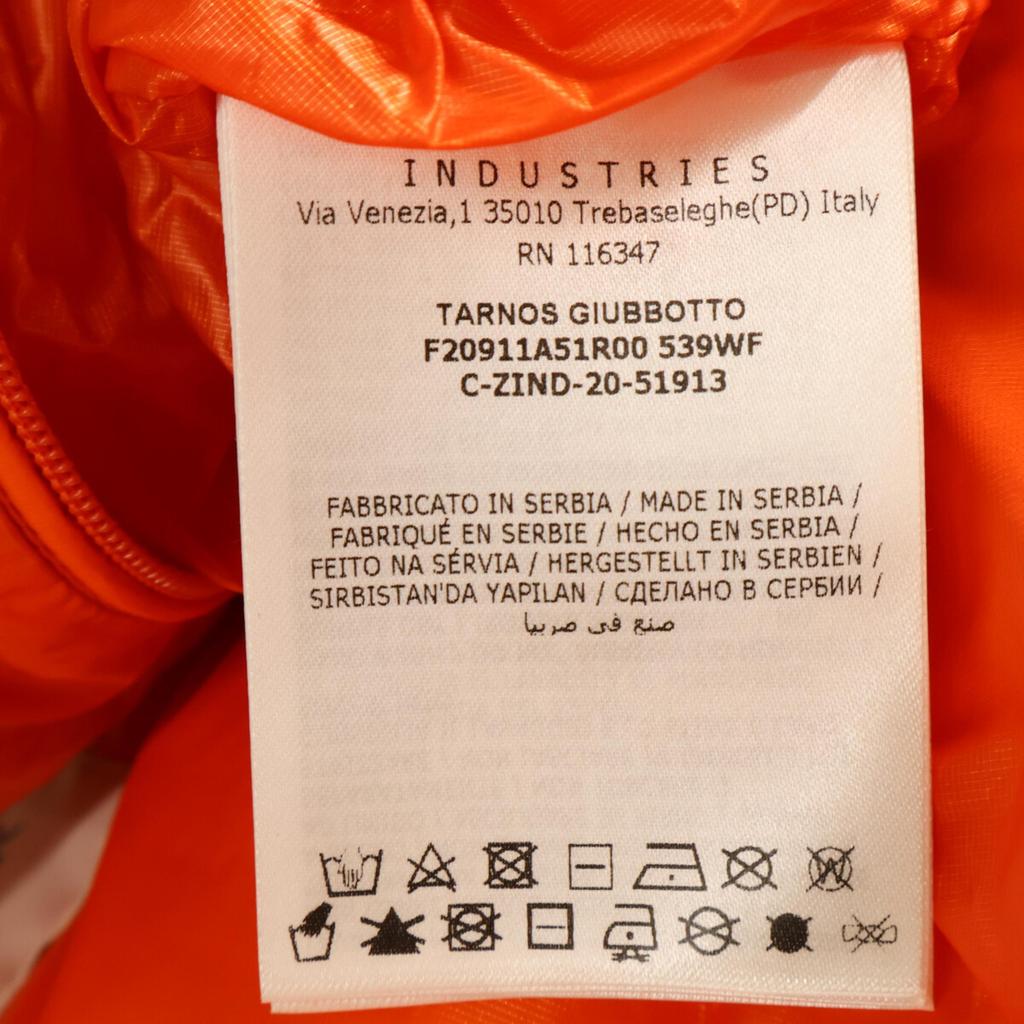 INDUSTRIES
Via Venezia,1 35010 Trebaseleghe(PD) Italy
RN 116347
TARNOS GIUBBOTTO
F20911A51R00 539WF
C-ZIND-20-51913
FABBRICATO IN SERBIA / MADE IN SERBIA /
FABRIQUÉ EN SERBIE / HECHO EN SERBIA /
FEITO NA SÉRVIA / HERGESTELLT IN SERBIEN /
SIRBISTAN'DA YAPILAN / СДЕЛАНО В СЕРБИИ /
صنع في صربيا
W